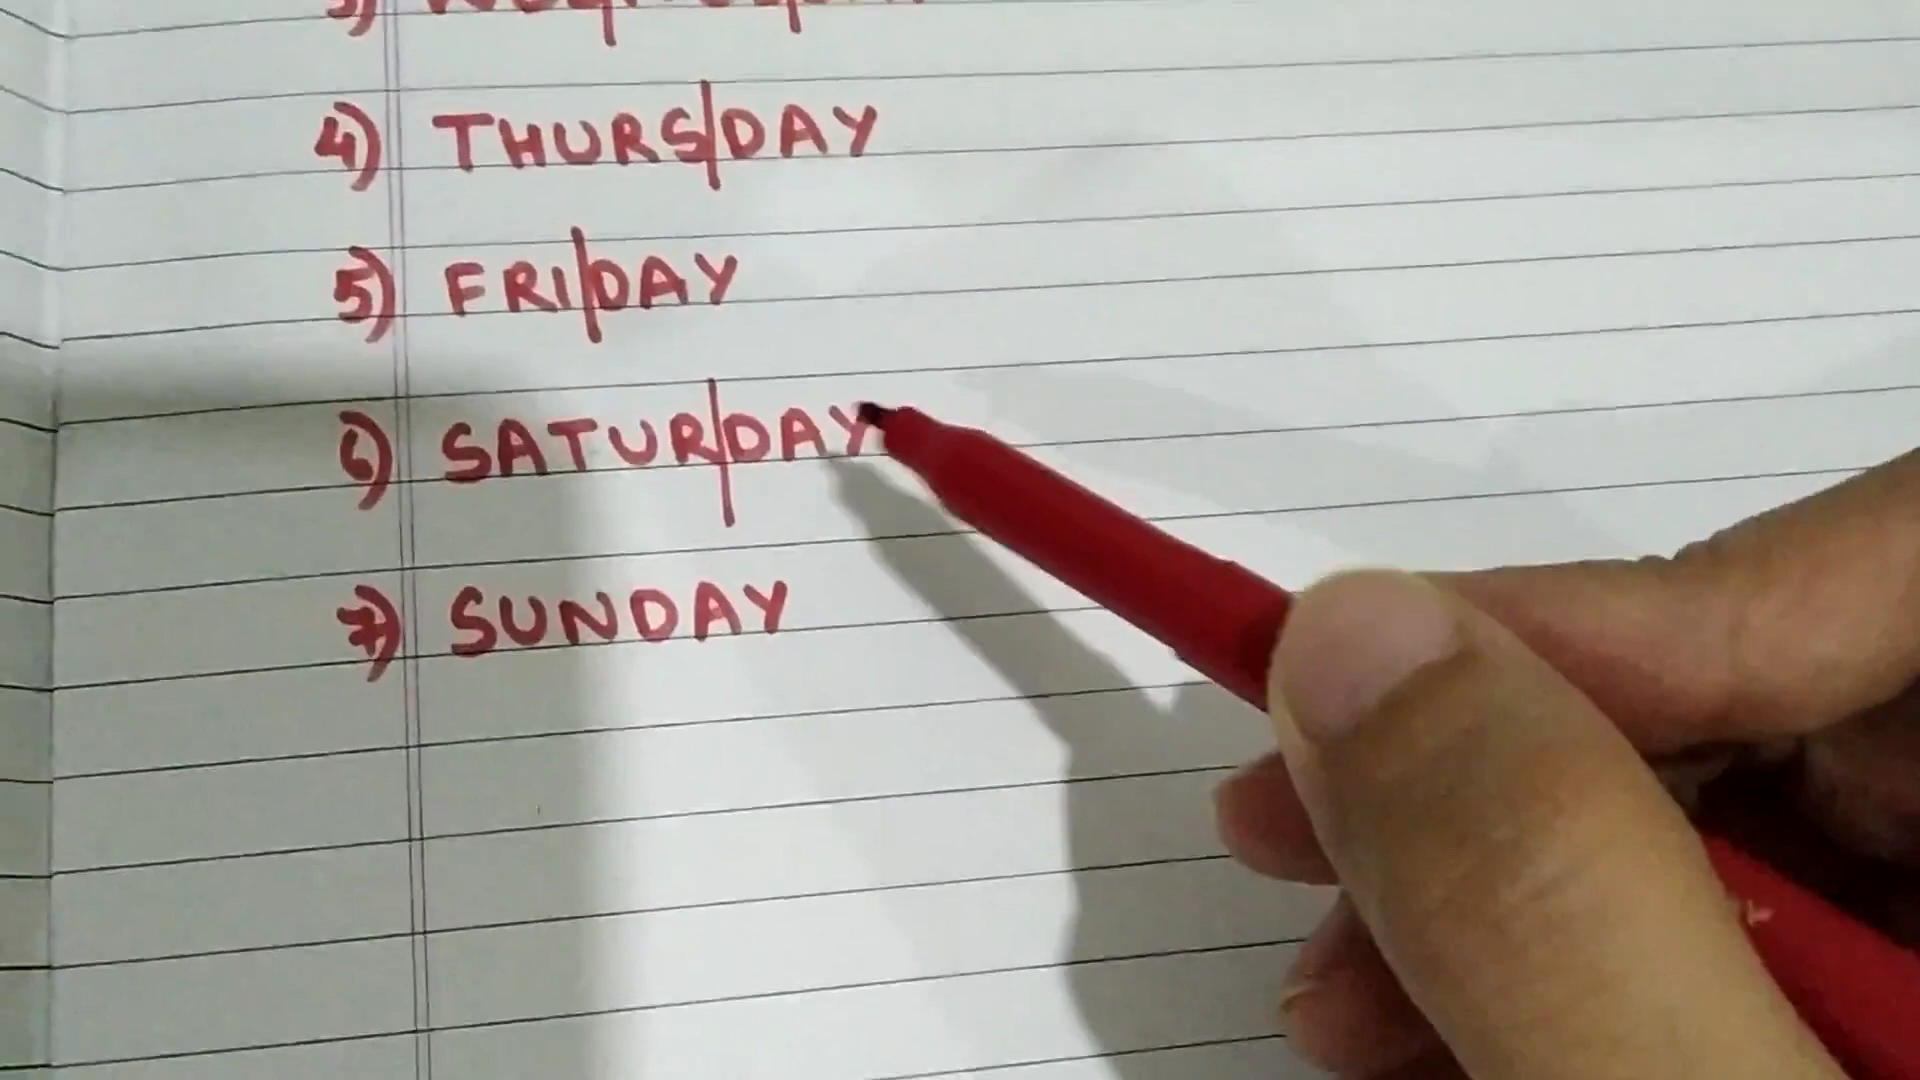 4) THURS|DAY
5) FRI|DAY
6) SATUR|DAY
7) SUNDAY